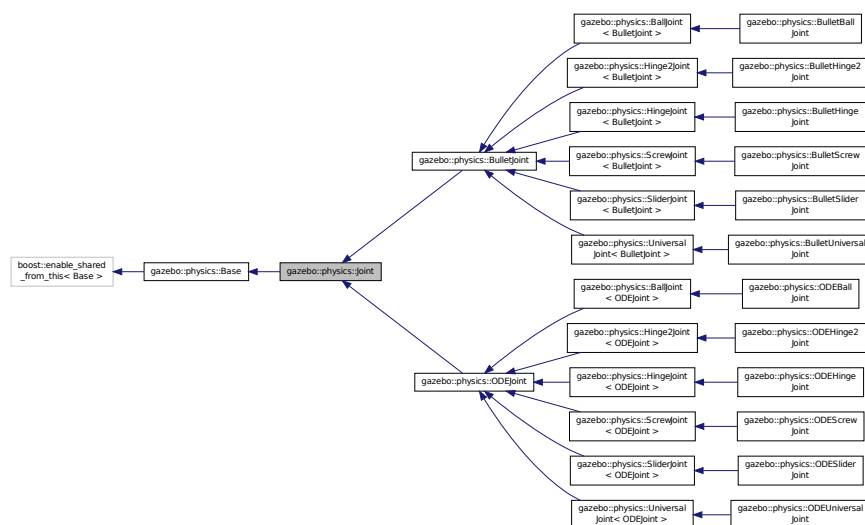 gazebo::physics::BallJoint
< BulletJoint >
gazebo::physics::BulletBall
Joint
gazebo::physics::Hinge2Joint
< BulletJoint >
gazebo::physics::BulletHinge2
Joint
gazebo::physics::HingeJoint
< BulletJoint >
gazebo::physics::BulletHinge
Joint
gazebo::physics::BulletJoint
gazebo::physics::ScrewJoint
< BulletJoint >
gazebo::physics::BulletScrew
Joint
gazebo::physics::SliderJoint
< BulletJoint >
gazebo::physics::BulletSlider
Joint
gazebo::physics::Universal
Joint< BulletJoint >
gazebo::physics::BulletUniversal
Joint
boost::enable_shared
_from_this< Base >
gazebo::physics::Base
gazebo::physics::Joint
gazebo::physics::BallJoint
< ODEJoint >
gazebo::physics::ODEBall
Joint
gazebo::physics::Hinge2Joint
< ODEJoint >
gazebo::physics::ODEHinge2
Joint
gazebo::physics::ODEJoint
gazebo::physics::HingeJoint
< ODEJoint >
gazebo::physics::ODEHinge
Joint
gazebo::physics::ScrewJoint
< ODEJoint >
gazebo::physics::ODEScrew
Joint
gazebo::physics::SliderJoint
< ODEJoint >
gazebo::physics::ODESlider
Joint
gazebo::physics::Universal
Joint< ODEJoint >
gazebo::physics::ODEUniversal
Joint